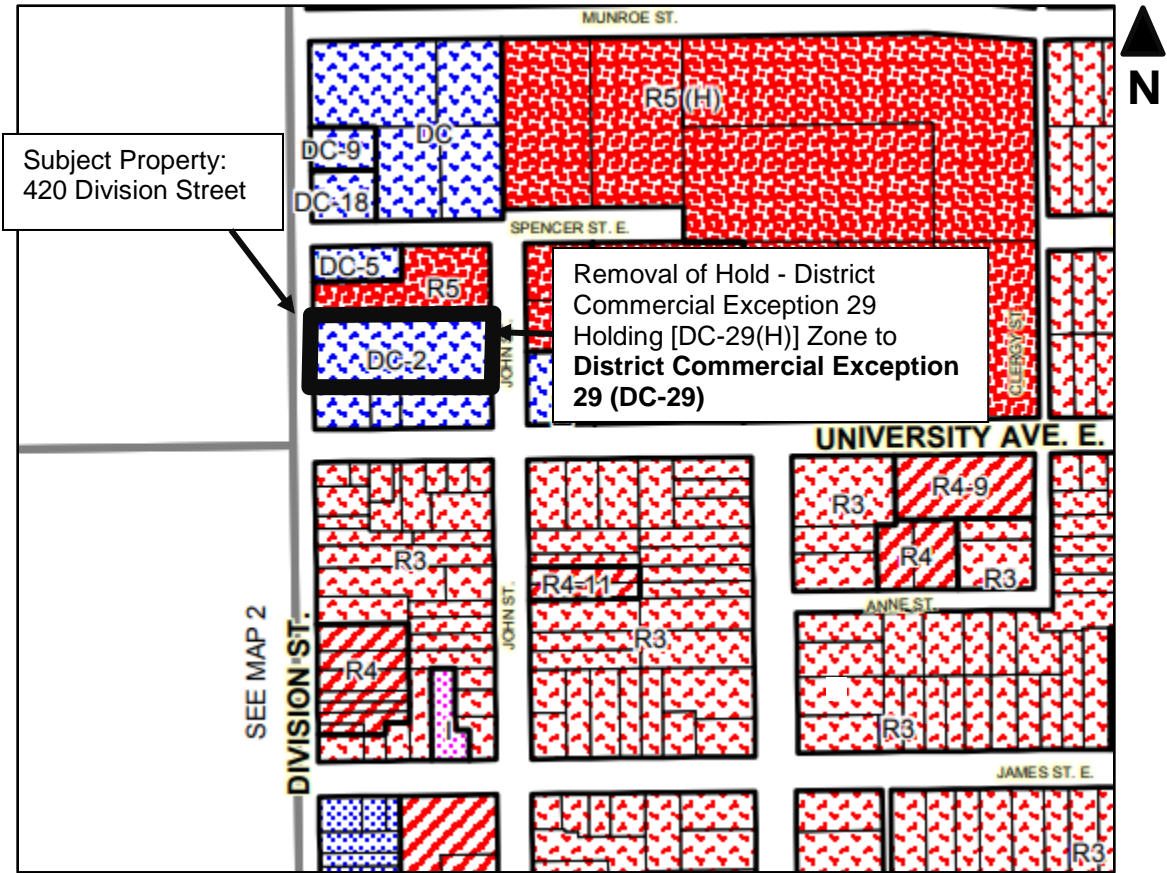 MUNROE ST.
N
R5 (H)
DC
DC-9
DC-18
Subject Property:
420 Division Street
SPENCER ST. E.
DC-5
R5
Removal of Hold - District
Commercial Exception 29
Holding [DC-29(H)] Zone to
District Commercial Exception
29 (DC-29)
CLERGY ST.
DC-2
UNIVERSITY AVE. E.
R3
R4-9
R4
R3
R3
R4-11
JOHN ST.
ANNE ST.
R3
SEE MAP 2
DIVISION ST.
R4
I
R3
JAMES ST. E.
R3